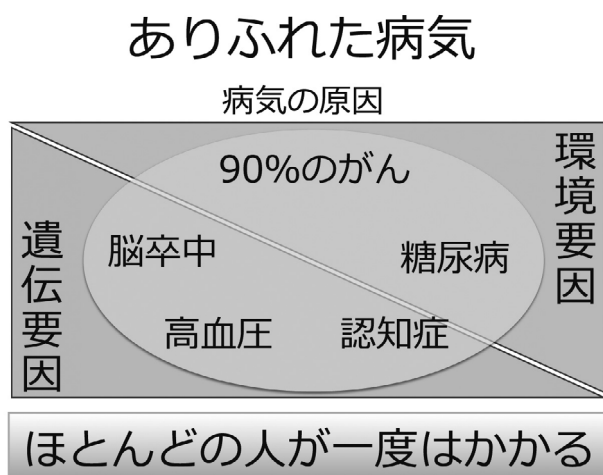 ありふれた病気
病気の原因
環境要因
90%のがん
遺伝要因
脳卒中
糖尿病
高血圧
認知症
ほとんどの人が一度はかかる